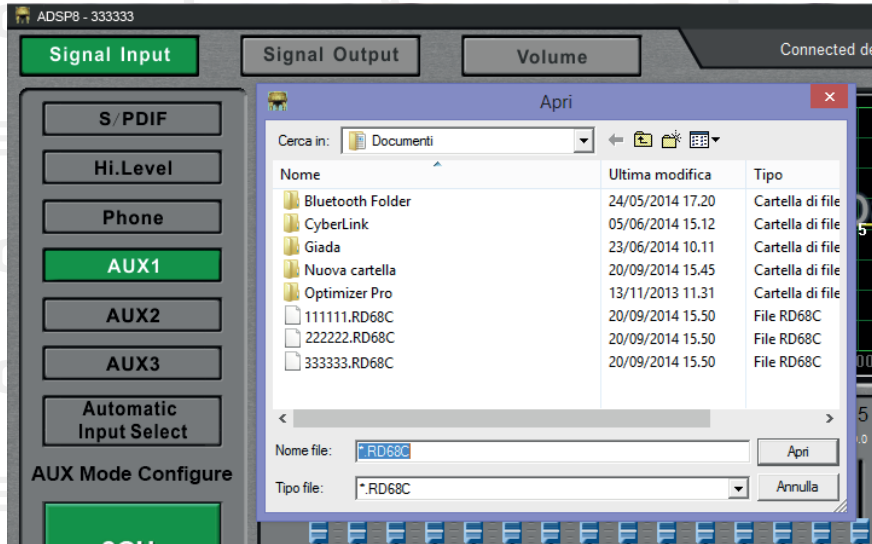 ADSP8 - 333333
Signal Input
Signal Output
Volume
Connected de
S/PDIF
Hi.Level
Phone
AUX1
AUX2
AUX3
Automatic
Input Select
AUX Mode Configure
Apri
Cerca in: Documenti
Nome Ultima modifica Tipo
Bluetooth Folder 24/05/2014 17.20 Cartella di file
CyberLink 05/06/2014 15.12 Cartella di file
Giada 23/06/2014 10.11 Cartella di file
Nuova cartella 20/09/2014 15.45 Cartella di file
Optimizer Pro 13/11/2013 11.31 Cartella di file
111111.RD68C 20/09/2014 15.50 File RD68C
222222.RD68C 20/09/2014 15.50 File RD68C
333333.RD68C 20/09/2014 15.50 File RD68C
Nome file: *.RD68C Apri
Tipo file: *.RD68C Annulla